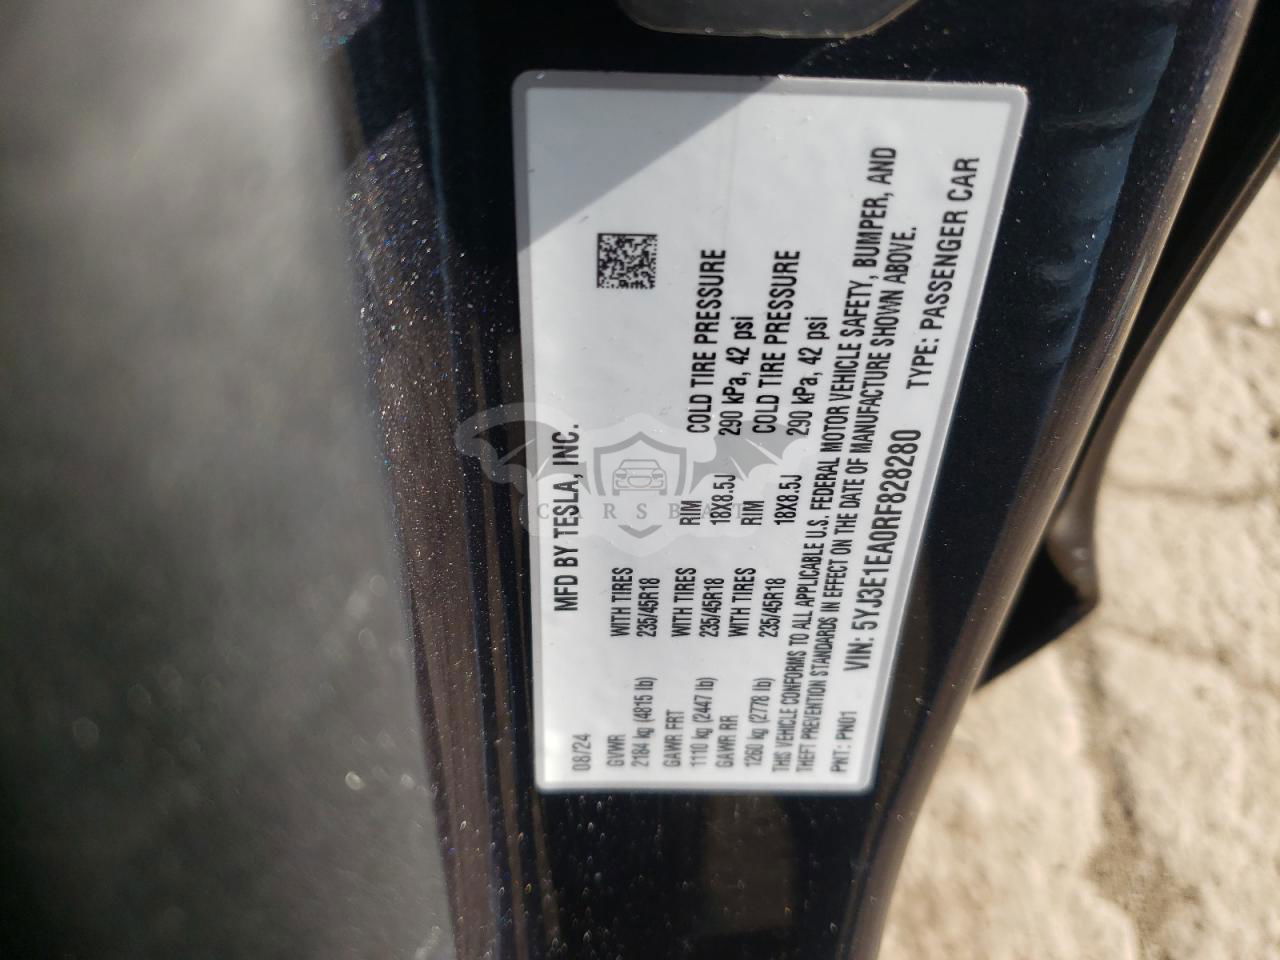 MFD BY TESLA, INC.
08/24
GVWR
2184 kg (4815 lb)
WITH TIRES
235/45R18
GAWR FRT
1110 kg (2447 lb)
WITH TIRES
235/45R18
RIM
18X8.5J
COLD TIRE PRESSURE
290 kPa, 42 psi
GAWR RR
1260 kg (2778 lb)
WITH TIRES
235/45R18
RIM
18X8.5J
COLD TIRE PRESSURE
290 kPa, 42 psi
THIS VEHICLE CONFORMS TO ALL APPLICABLE U.S. FEDERAL MOTOR VEHICLE SAFETY, BUMPER, AND
THEFT PREVENTION STANDARDS IN EFFECT ON THE DATE OF MANUFACTURE SHOWN ABOVE.
PNT: PN01 VIN: 5YJ3E1EA0RF828280 TYPE: PASSENGER CAR
CARSBAT